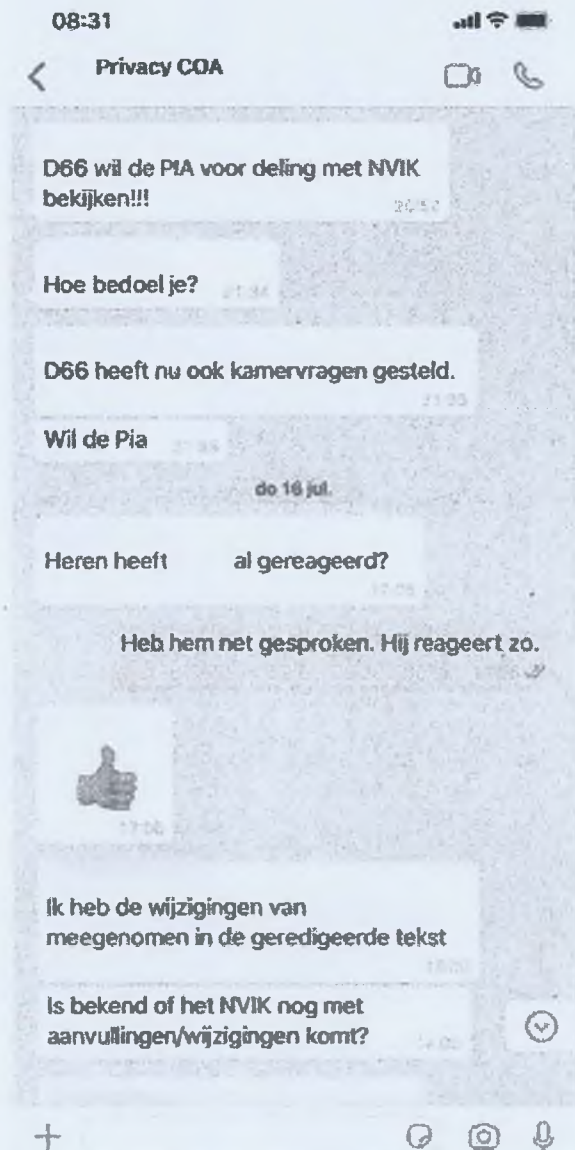 08:31
Privacy COA
D66 wil de PIA voor deling met NVIK
bekijken!!!
Hoe bedoel je?
D66 heeft nu ook kamervragen gesteld.
Wil de Pia
do 16 jul.
Heren heeft al gereageerd?
Heb hem net gesproken. Hij reageert zo.
Ik heb de wijzigingen van
meegenomen in de geredigeerde tekst
Is bekend of het NVIK nog met
aanvullingen/wijzigingen komt?